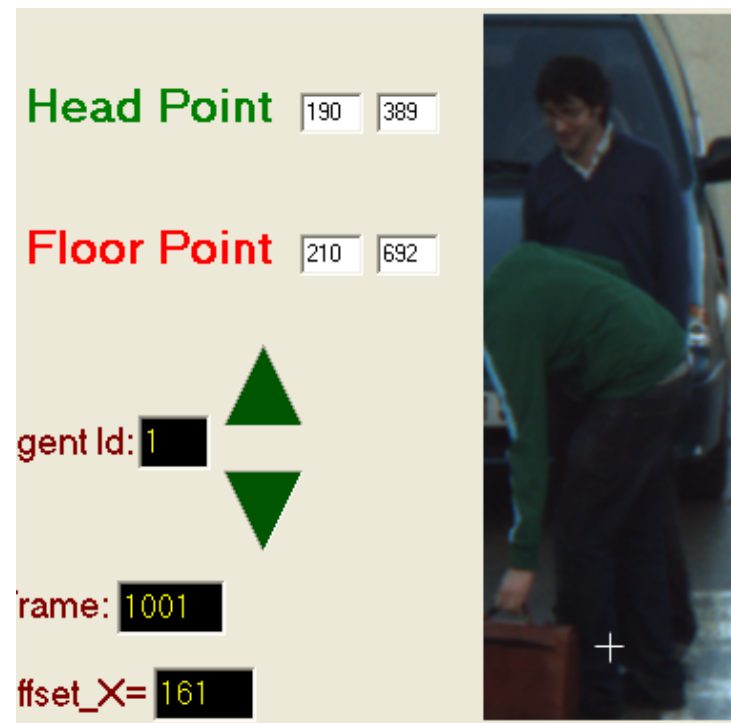 Head Point 190 389
Floor Point 210 692
gent Id: 1
rame: 1001
ffset_X= 161